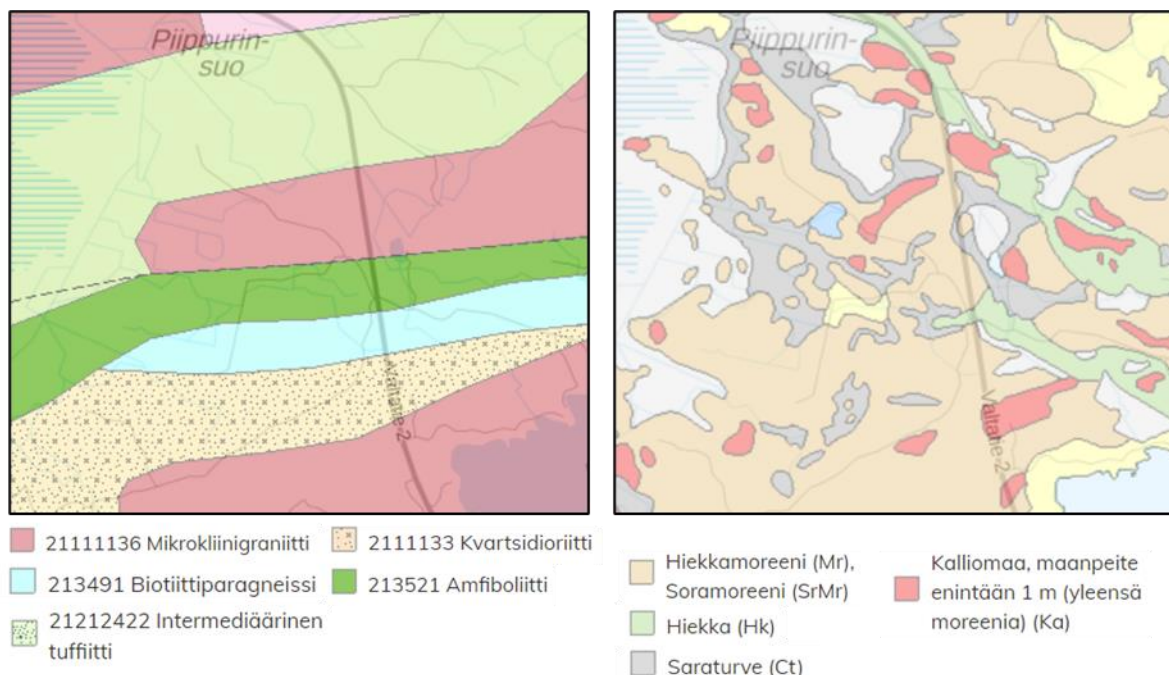 Piippurin-
suo
Valtatie 2
Piippurin-
suo
Valtatie 2
21111136 Mikrokliinigraniitti
2111133 Kvartsidioriitti
213491 Biotiittiparagneissi
213521 Amfiboliitti
21212422 Intermediäärinen
tuffiitti
Hiekkamoreeni (Mr),
Soramoreeni (SrMr)
Hiekka (Hk)
Saraturve (Ct)
Kalliomaa, maanpeite
enintään 1 m (yleensä
moreenia) (Ka)